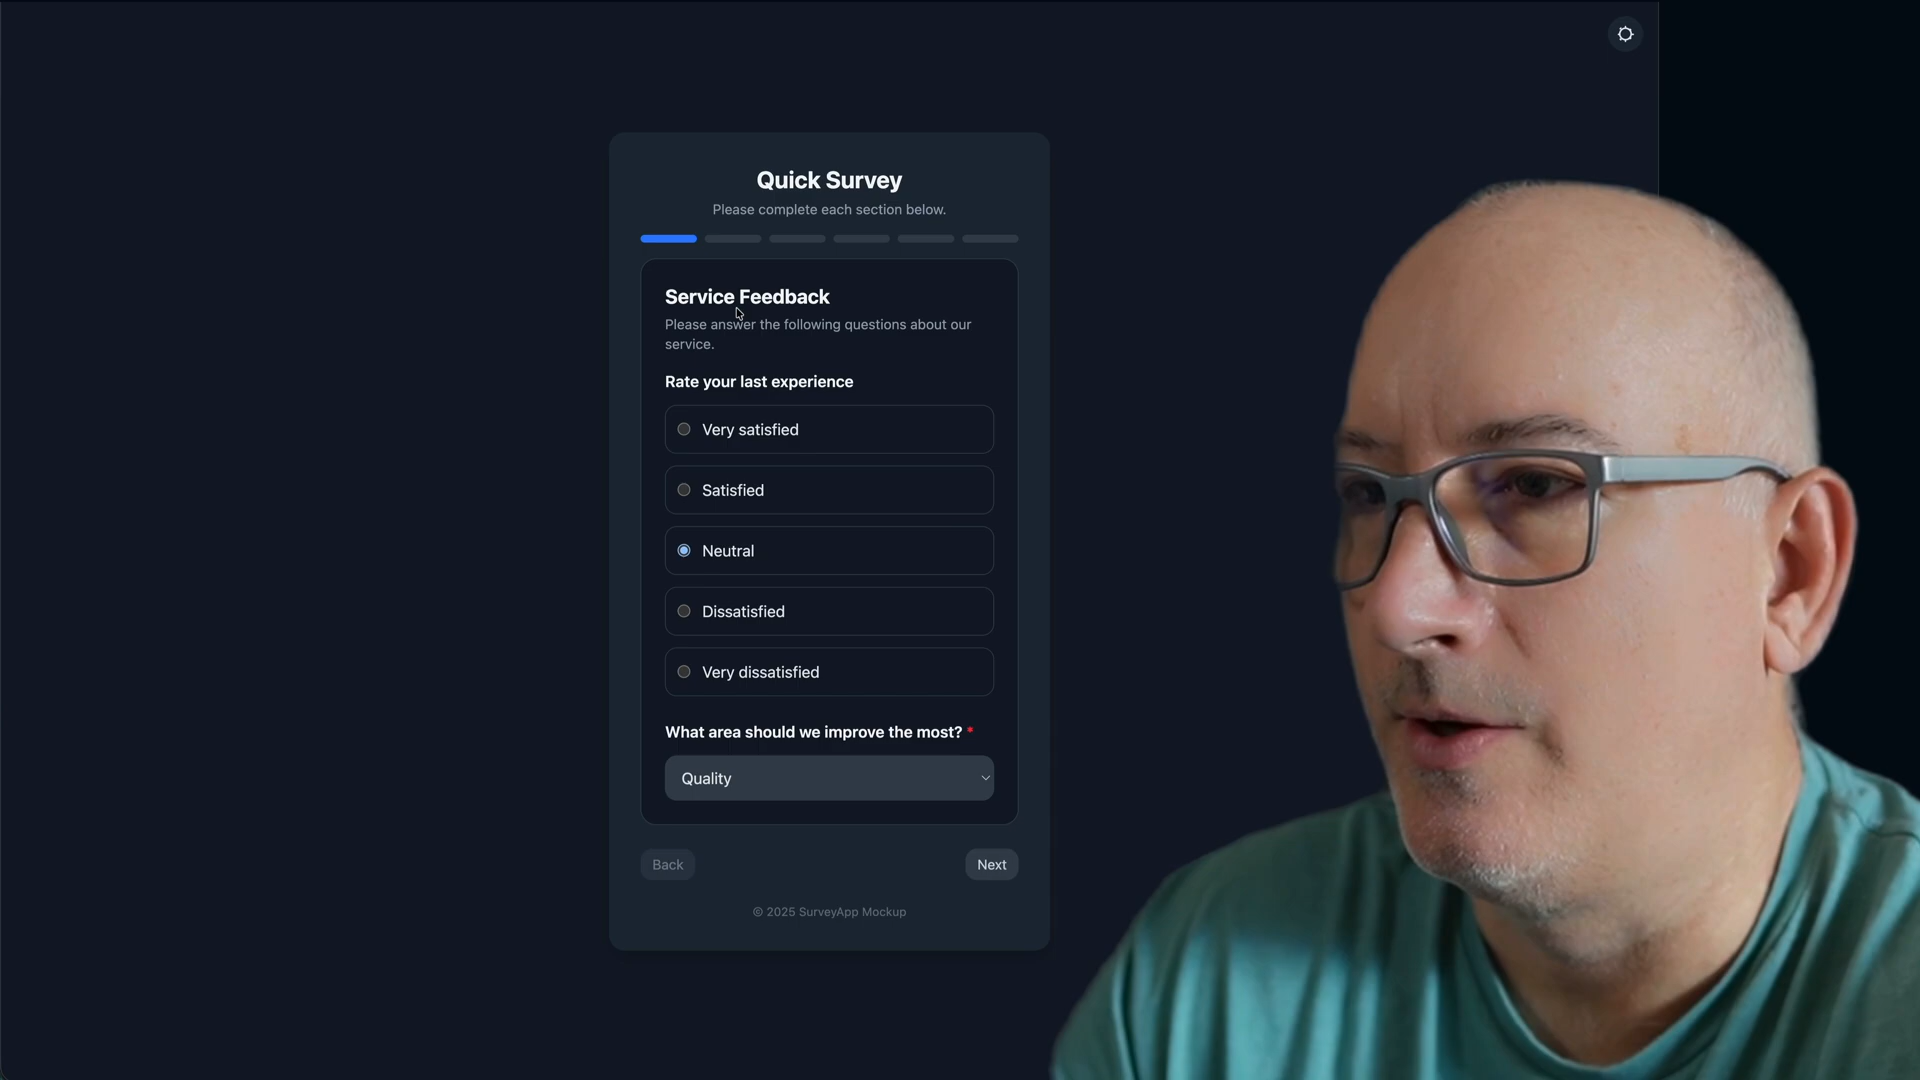 Quick Survey
Please complete each section below.
Service Feedback
Please answer the following questions about our
service.
Rate your last experience
Very satisfied
Satisfied
Neutral
Dissatisfied
Very dissatisfied
What area should we improve the most? *
Quality
Back
Next
© 2025 SurveyApp Mockup